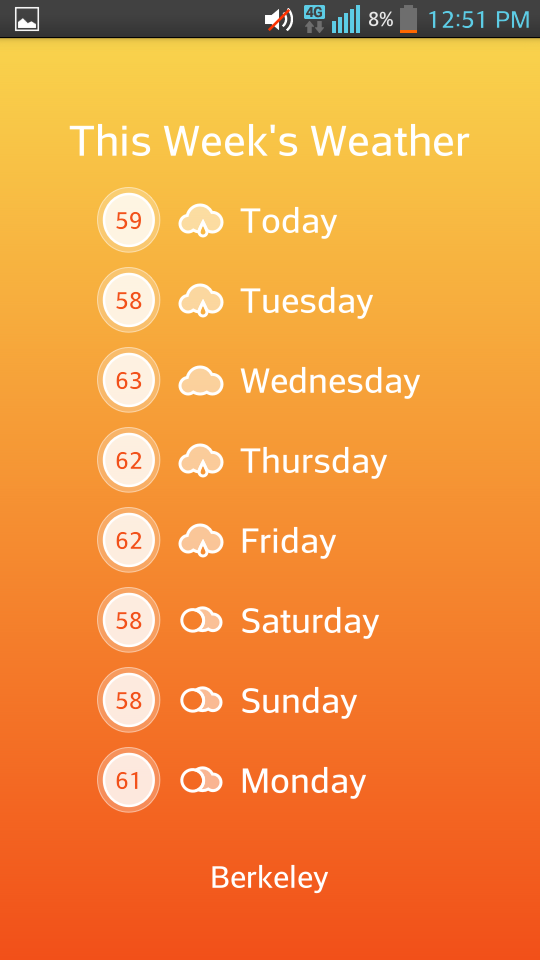 4G 8% 12:51 PM
This Week's Weather
59 Today
58 Tuesday
63 Wednesday
62 Thursday
62 Friday
58 Saturday
58 Sunday
61 Monday
Berkeley